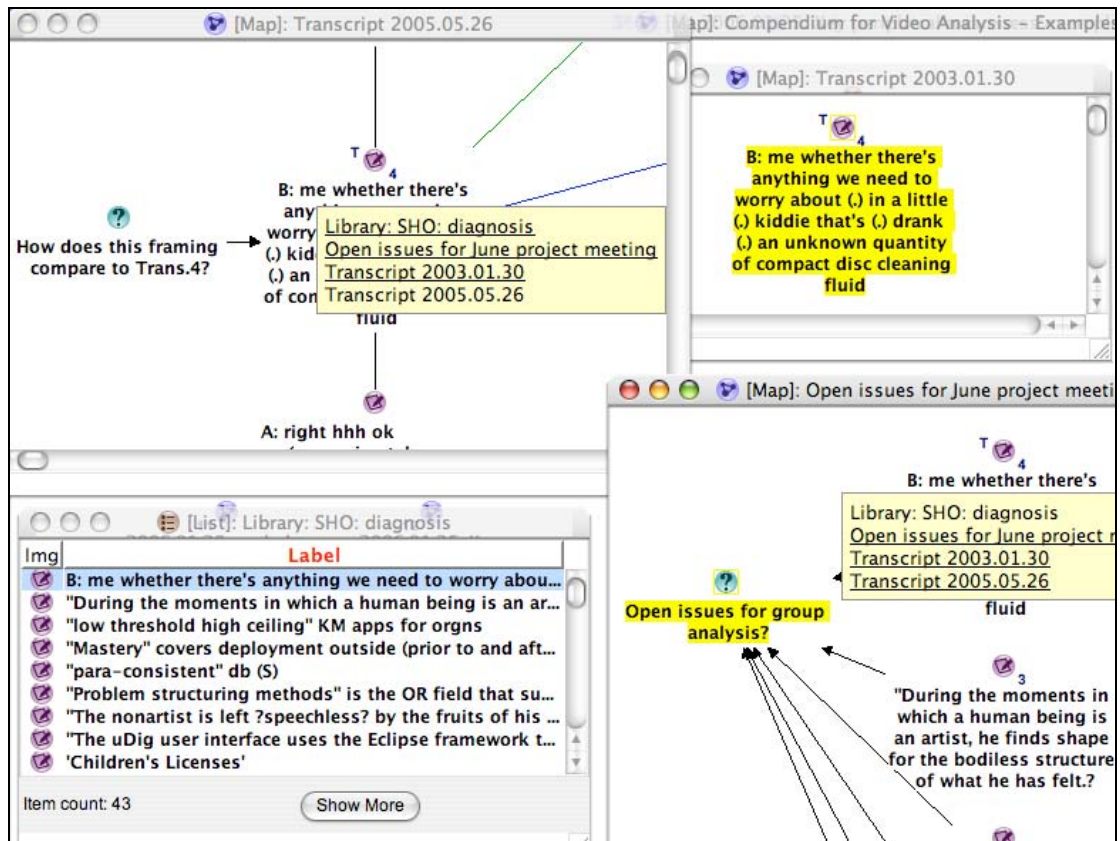 [Map]: Transcript 2005.05.26
T
4
B: me whether there's
any
worry
(.) kidd
(.) an
of con
fluid
?
How does this framing
compare to Trans.4?
Library: SHO: diagnosis
Open issues for June project meeting
Transcript 2003.01.30
Transcript 2005.05.26
A: right hhh ok
Map]: Compendium for Video Analysis – Examples
[Map]: Transcript 2003.01.30
T
4
B: me whether there's
anything we need to
worry about (.) in a little
(.) kiddie that's (.) drank
(.) an unknown quantity
of compact disc cleaning
fluid
[List]: Library: SHO: diagnosis
Img Label
B: me whether there's anything we need to worry abou...
"During the moments in which a human being is an ar...
"low threshold high ceiling" KM apps for orgns
"Mastery" covers deployment outside (prior to and aft...
"para-consistent" db (S)
"Problem structuring methods" is the OR field that su...
"The nonartist is left ?speechless? by the fruits of his ...
"The uDig user interface uses the Eclipse framework t...
'Children's Licenses'
Item count: 43
Show More
[Map]: Open issues for June project meeti
T
4
B: me whether there's
Library: SHO: diagnosis
Open issues for June project
Transcript 2003.01.30
Transcript 2005.05.26
fluid
?
Open issues for group
analysis?
3
"During the moments in
which a human being is
an artist, he finds shape
for the bodiless structure
of what he has felt.?